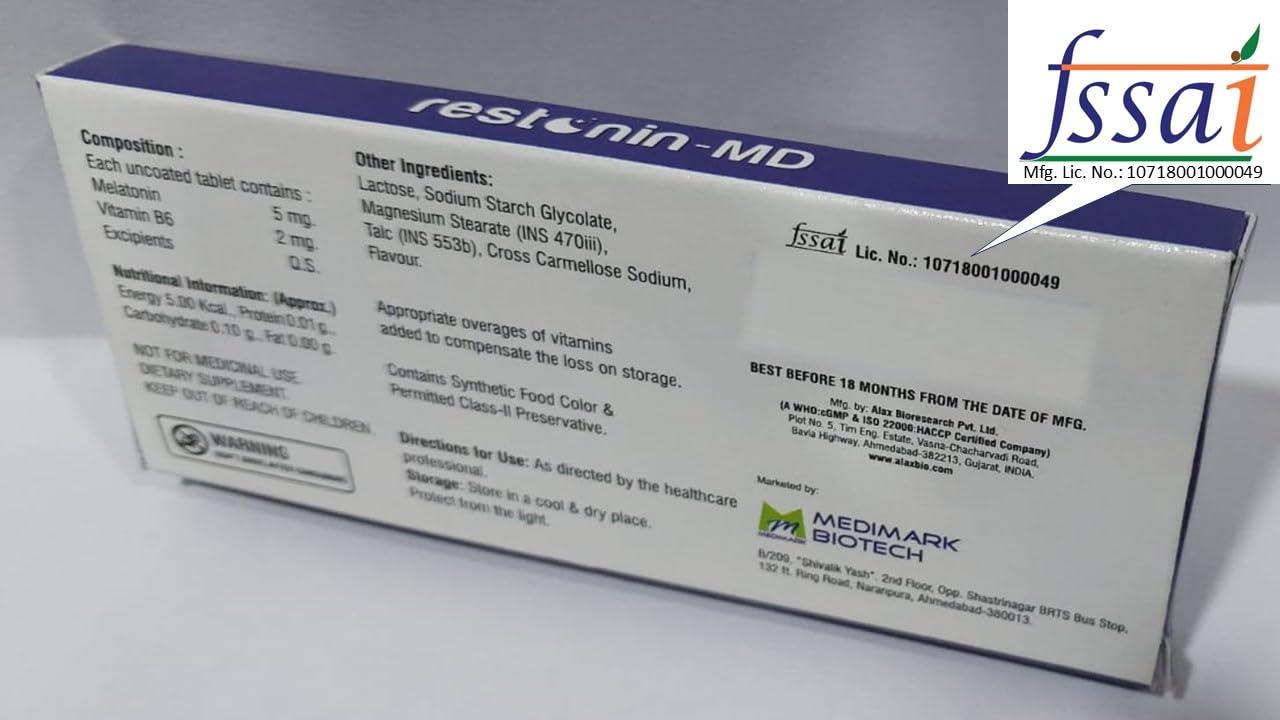 fssai
Mfg. Lic. No.: 10718001000049
restonin-MD
Composition :
Each uncoated tablet contains :
Melatonin 5 mg.
Vitamin B6 2 mg.
Excipients Q.S.
Nutritional Information: (Approx.)
Energy 5.00 Kcal., Protein 0.01 g.,
Carbohydrate 0.10 g., Fat 0.00 g.
NOT FOR MEDICINAL USE.
DIETARY SUPPLEMENT.
KEEP OUT OF REACH OF CHILDREN.
WARNING
Other Ingredients:
Lactose, Sodium Starch Glycolate,
Magnesium Stearate (INS 470iii),
Talc (INS 553b), Cross Carmellose Sodium,
Flavour.
Appropriate overages of vitamins
added to compensate the loss on storage.
Contains Synthetic Food Color &
Permitted Class-II Preservative.
Directions for Use: As directed by the healthcare
professional.
Storage: Store in a cool & dry place.
Protect from the light.
fssai Lic. No.: 10718001000049
BEST BEFORE 18 MONTHS FROM THE DATE OF MFG.
Mfg. by: Alax Bioresearch Pvt. Ltd.
(A WHO:cGMP & ISO 22000:HACCP Certified Company)
Plot No. 5, Tim Eng. Estate, Vasna-Chacharvadi Road,
Bavla Highway, Ahmedabad-382213, Gujarat, INDIA.
www.alaxbio.com
Marketed by:
m
MEDIMARK
MEDIMARK
BIOTECH
B/209, "Shivalik Yash", 2nd Floor, Opp. Shastrinagar BRTS Bus Stop,
132 ft. Ring Road, Naranpura, Ahmedabad-380013.